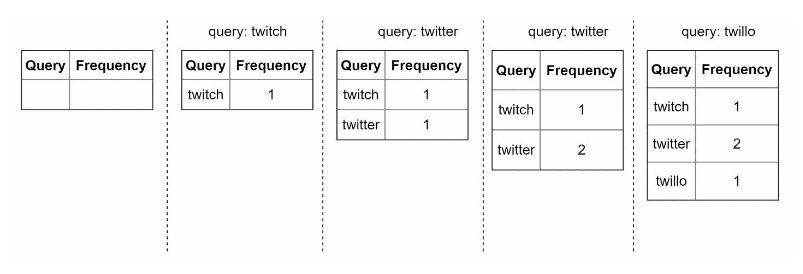 Query Frequency
query: twitch
Query Frequency
twitch 1
query: twitter
Query Frequency
twitch 1
twitter 1
query: twitter
Query Frequency
twitch 1
twitter 2
query: twillo
Query Frequency
twitch 1
twitter 2
twillo 1